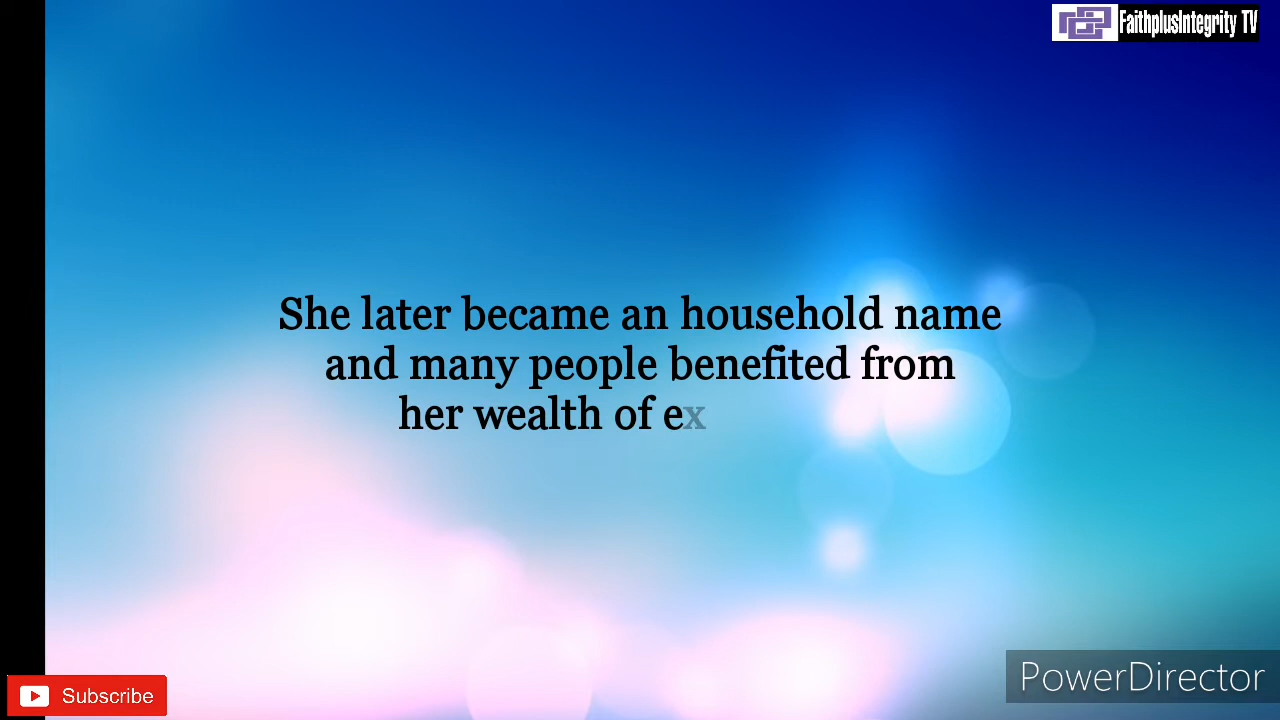 FaithplusIntegrity TV
She later became an household name
and many people benefited from
her wealth of ex
Subscribe
PowerDirector